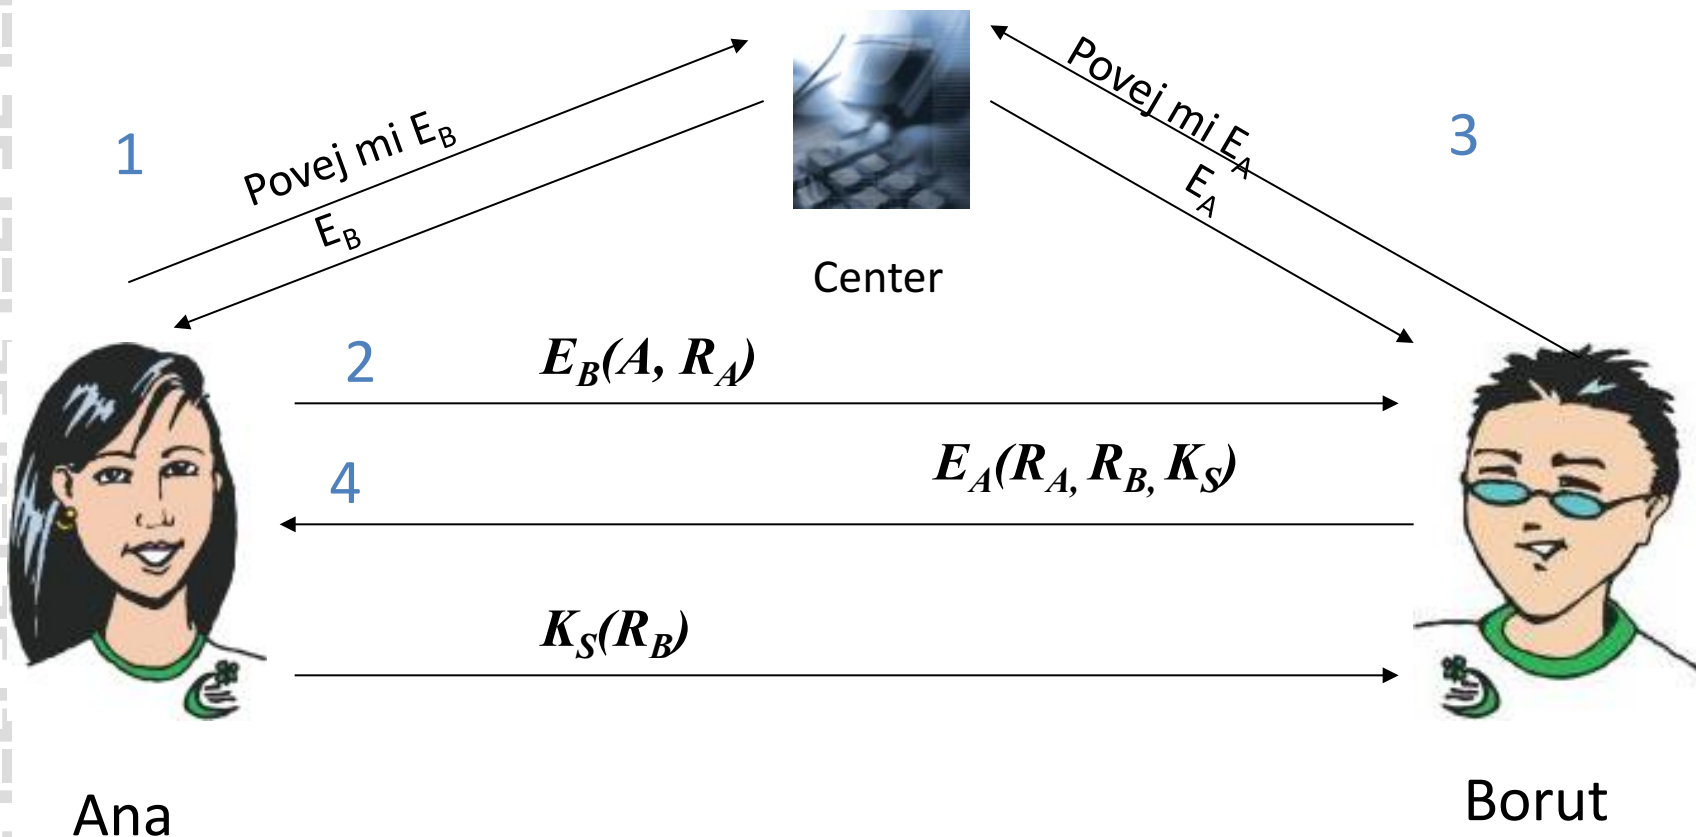 1
Povej mi E_B
E_B
Povej mi E_A
E_A
3
Center
2
E_B(A, R_A)
4
E_A(R_A, R_B, K_S)
K_S(R_B)
Ana
Borut